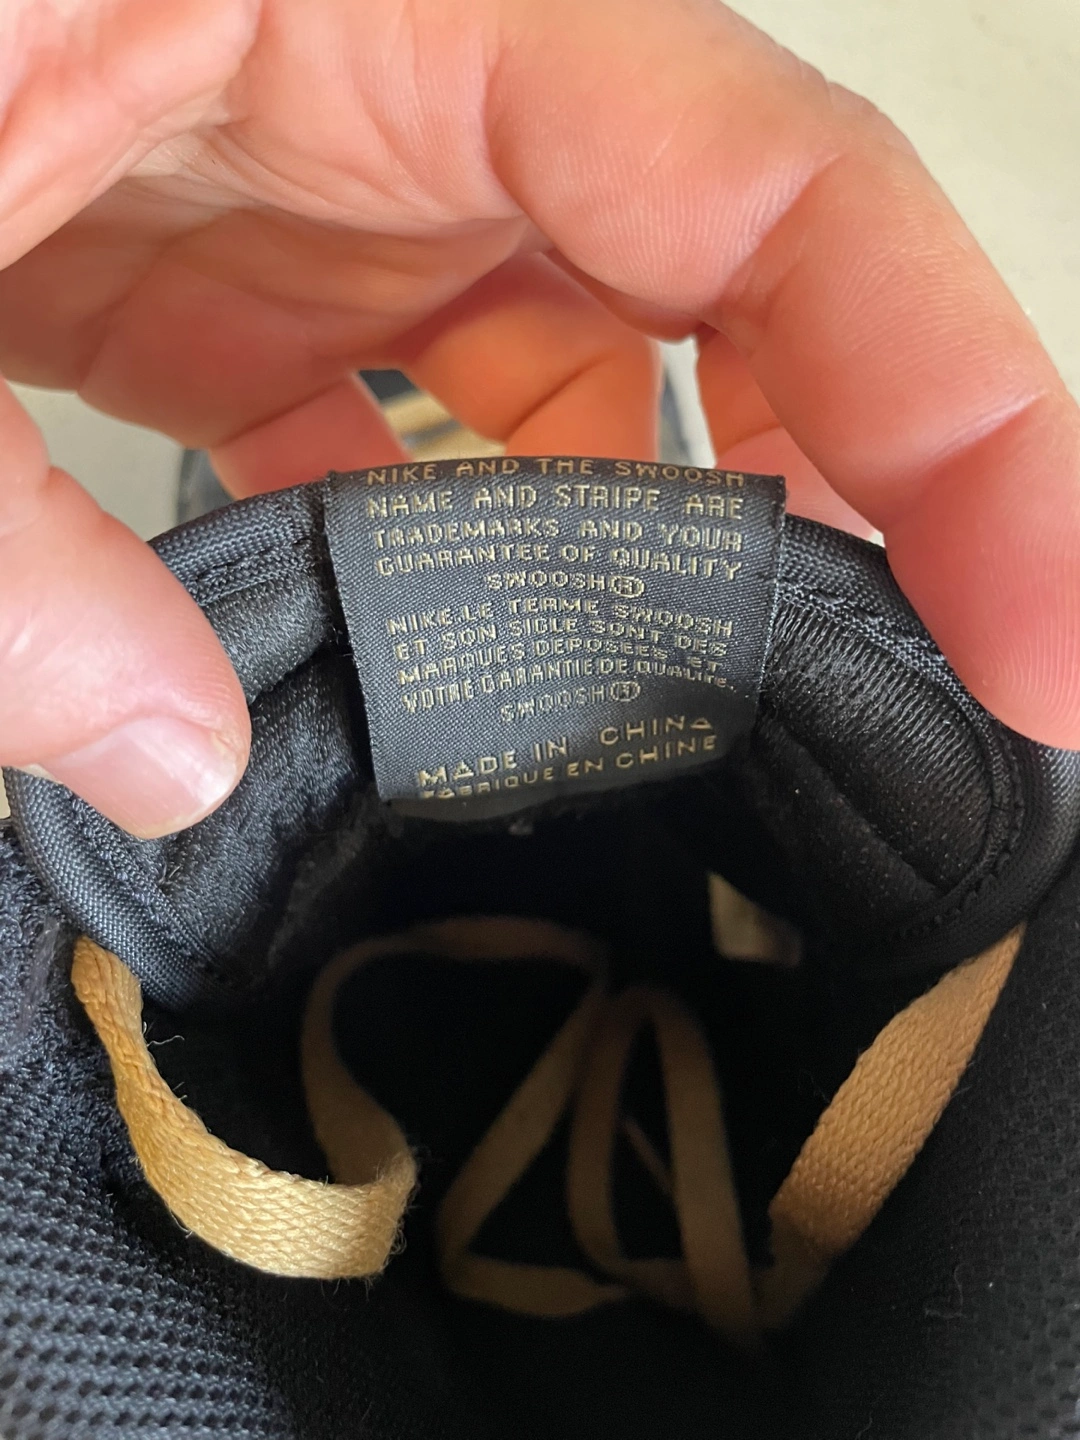 NIKE AND THE SWOOSH
NAME AND STRIPE ARE
TRADEMARKS AND YOUR
GUARANTEE OF QUALITY
SWOOSH®
NIKE LE TERME SWOOSH
ET SON SIGLE SONT DES
MARQUES DEPOSEES ET
VOTRE GARANTIE DE QUALITE.
SWOOSH®
MADE IN CHINA
FABRIQUE EN CHINE